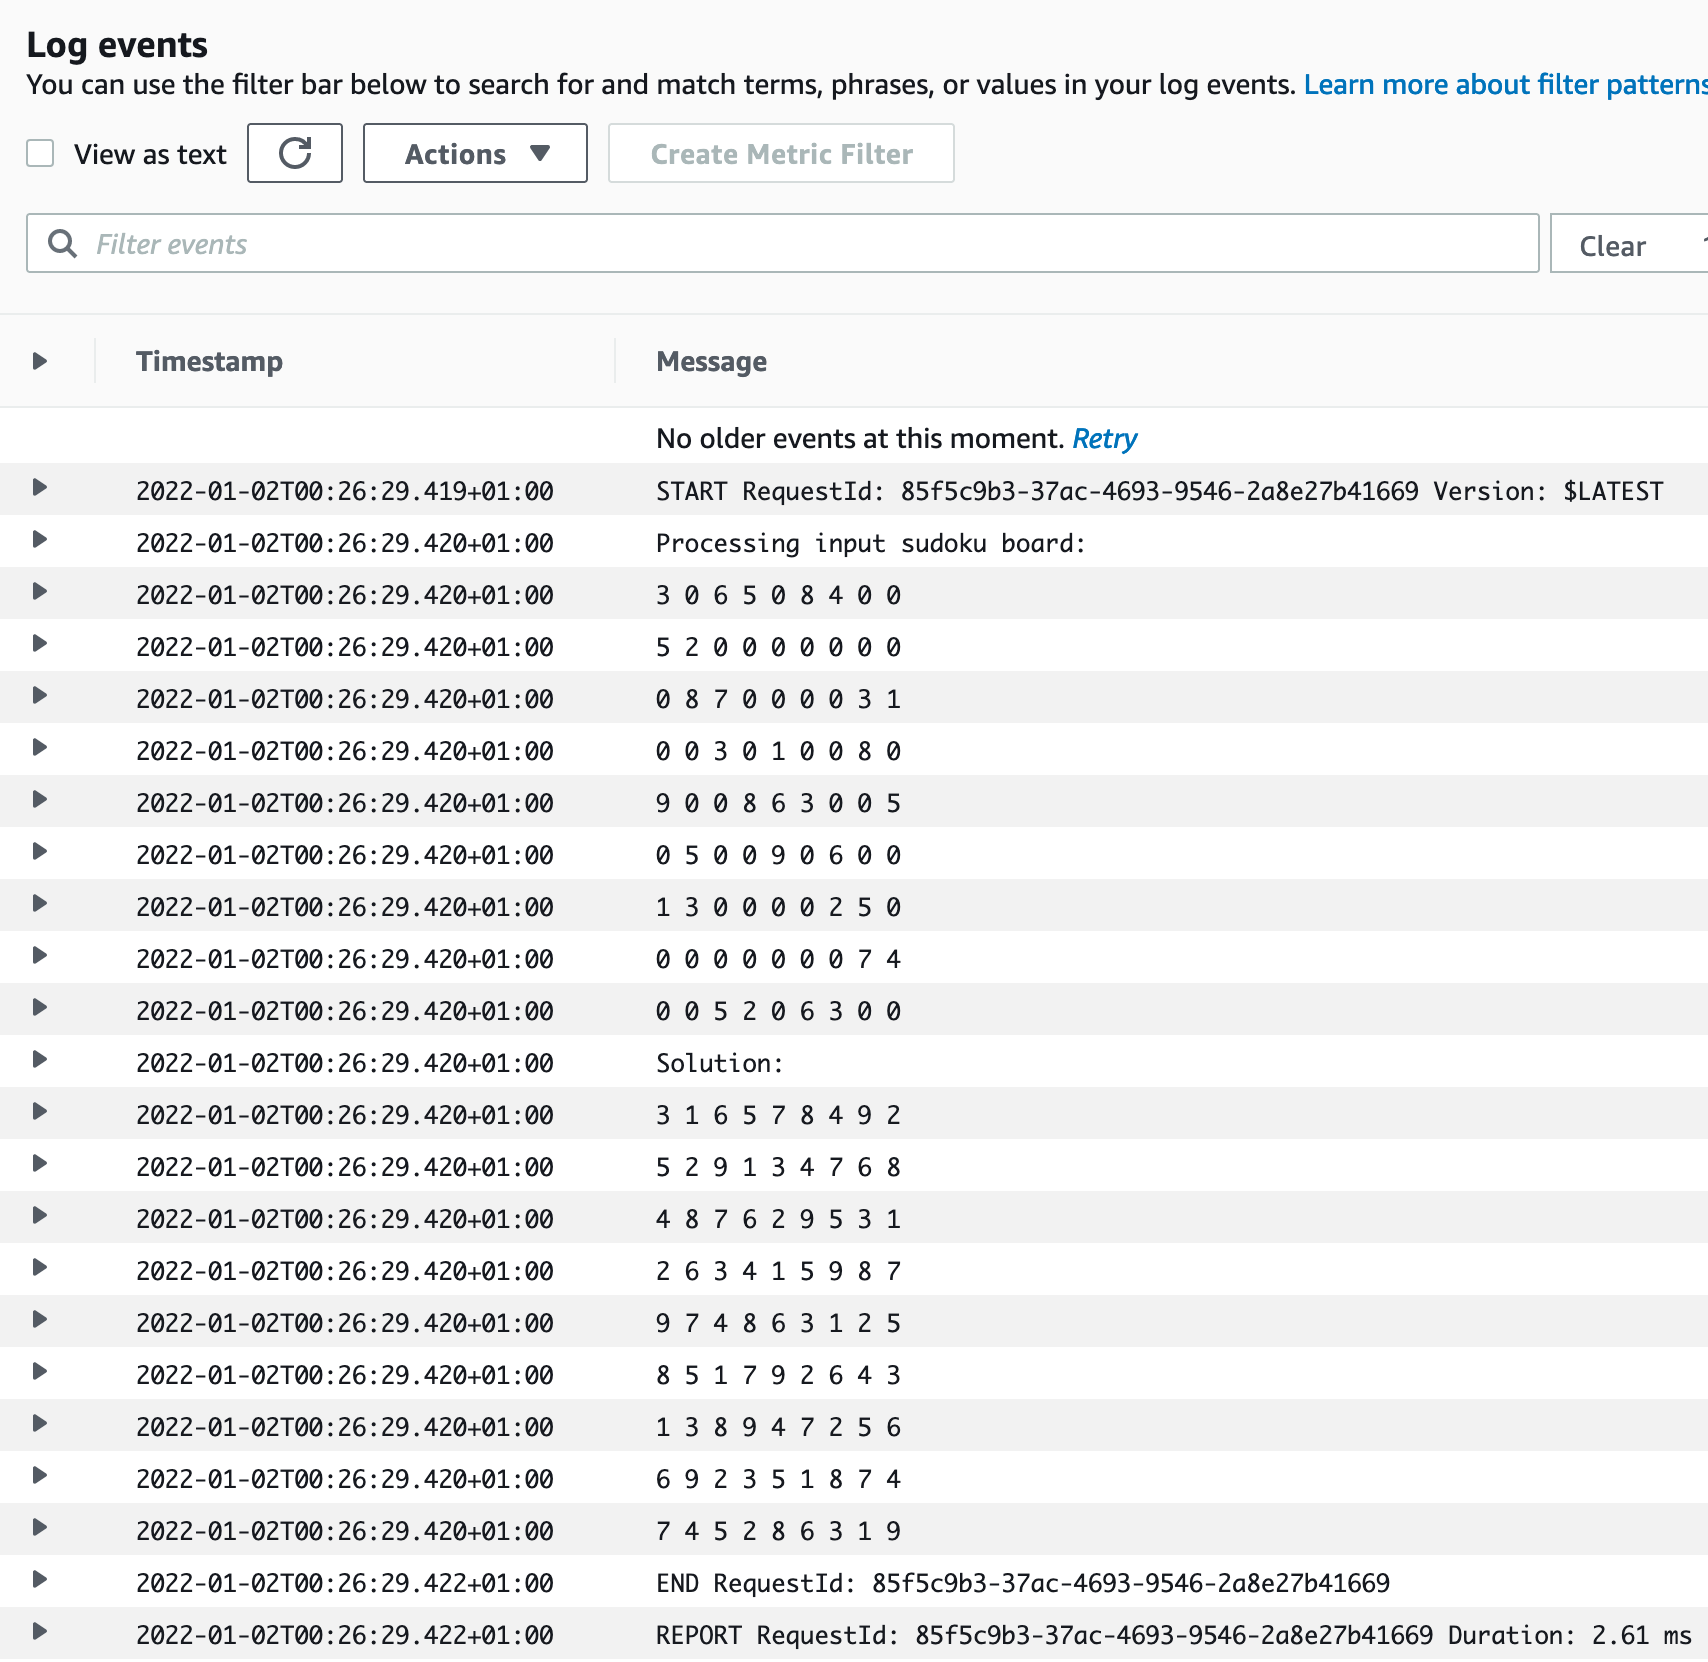 Log events
You can use the filter bar below to search for and match terms, phrases, or values in your log events. Learn more about filter patterns
View as text Actions Create Metric Filter
Filter events Clear
Timestamp Message
No older events at this moment. Retry
2022-01-02T00:26:29.419+01:00 START RequestId: 85f5c9b3-37ac-4693-9546-2a8e27b41669 Version: $LATEST
2022-01-02T00:26:29.420+01:00 Processing input sudoku board:
2022-01-02T00:26:29.420+01:00 3 0 6 5 0 8 4 0 0
2022-01-02T00:26:29.420+01:00 5 2 0 0 0 0 0 0 0
2022-01-02T00:26:29.420+01:00 0 8 7 0 0 0 0 3 1
2022-01-02T00:26:29.420+01:00 0 0 3 0 1 0 0 8 0
2022-01-02T00:26:29.420+01:00 9 0 0 8 6 3 0 0 5
2022-01-02T00:26:29.420+01:00 0 5 0 0 9 0 6 0 0
2022-01-02T00:26:29.420+01:00 1 3 0 0 0 0 2 5 0
2022-01-02T00:26:29.420+01:00 0 0 0 0 0 0 0 7 4
2022-01-02T00:26:29.420+01:00 0 0 5 2 0 6 3 0 0
2022-01-02T00:26:29.420+01:00 Solution:
2022-01-02T00:26:29.420+01:00 3 1 6 5 7 8 4 9 2
2022-01-02T00:26:29.420+01:00 5 2 9 1 3 4 7 6 8
2022-01-02T00:26:29.420+01:00 4 8 7 6 2 9 5 3 1
2022-01-02T00:26:29.420+01:00 2 6 3 4 1 5 9 8 7
2022-01-02T00:26:29.420+01:00 9 7 4 8 6 3 1 2 5
2022-01-02T00:26:29.420+01:00 8 5 1 7 9 2 6 4 3
2022-01-02T00:26:29.420+01:00 1 3 8 9 4 7 2 5 6
2022-01-02T00:26:29.420+01:00 6 9 2 3 5 1 8 7 4
2022-01-02T00:26:29.420+01:00 7 4 5 2 8 6 3 1 9
2022-01-02T00:26:29.422+01:00 END RequestId: 85f5c9b3-37ac-4693-9546-2a8e27b41669
2022-01-02T00:26:29.422+01:00 REPORT RequestId: 85f5c9b3-37ac-4693-9546-2a8e27b41669 Duration: 2.61 ms